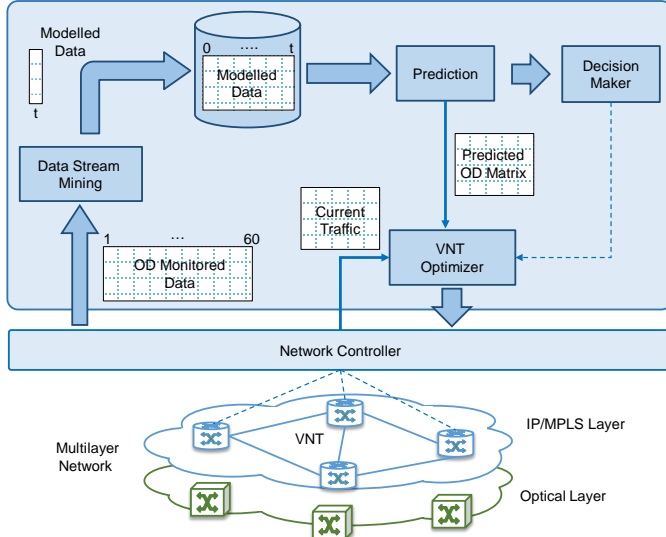 Modelled
Data
t
0 ···· t
Modelled
Data
Prediction
Decision
Maker
Data Stream
Mining
Predicted
OD Matrix
Current
Traffic
1 ··· 60
OD Monitored
Data
VNT
Optimizer
Network Controller
IP/MPLS Layer
VNT
Multilayer
Network
Optical Layer